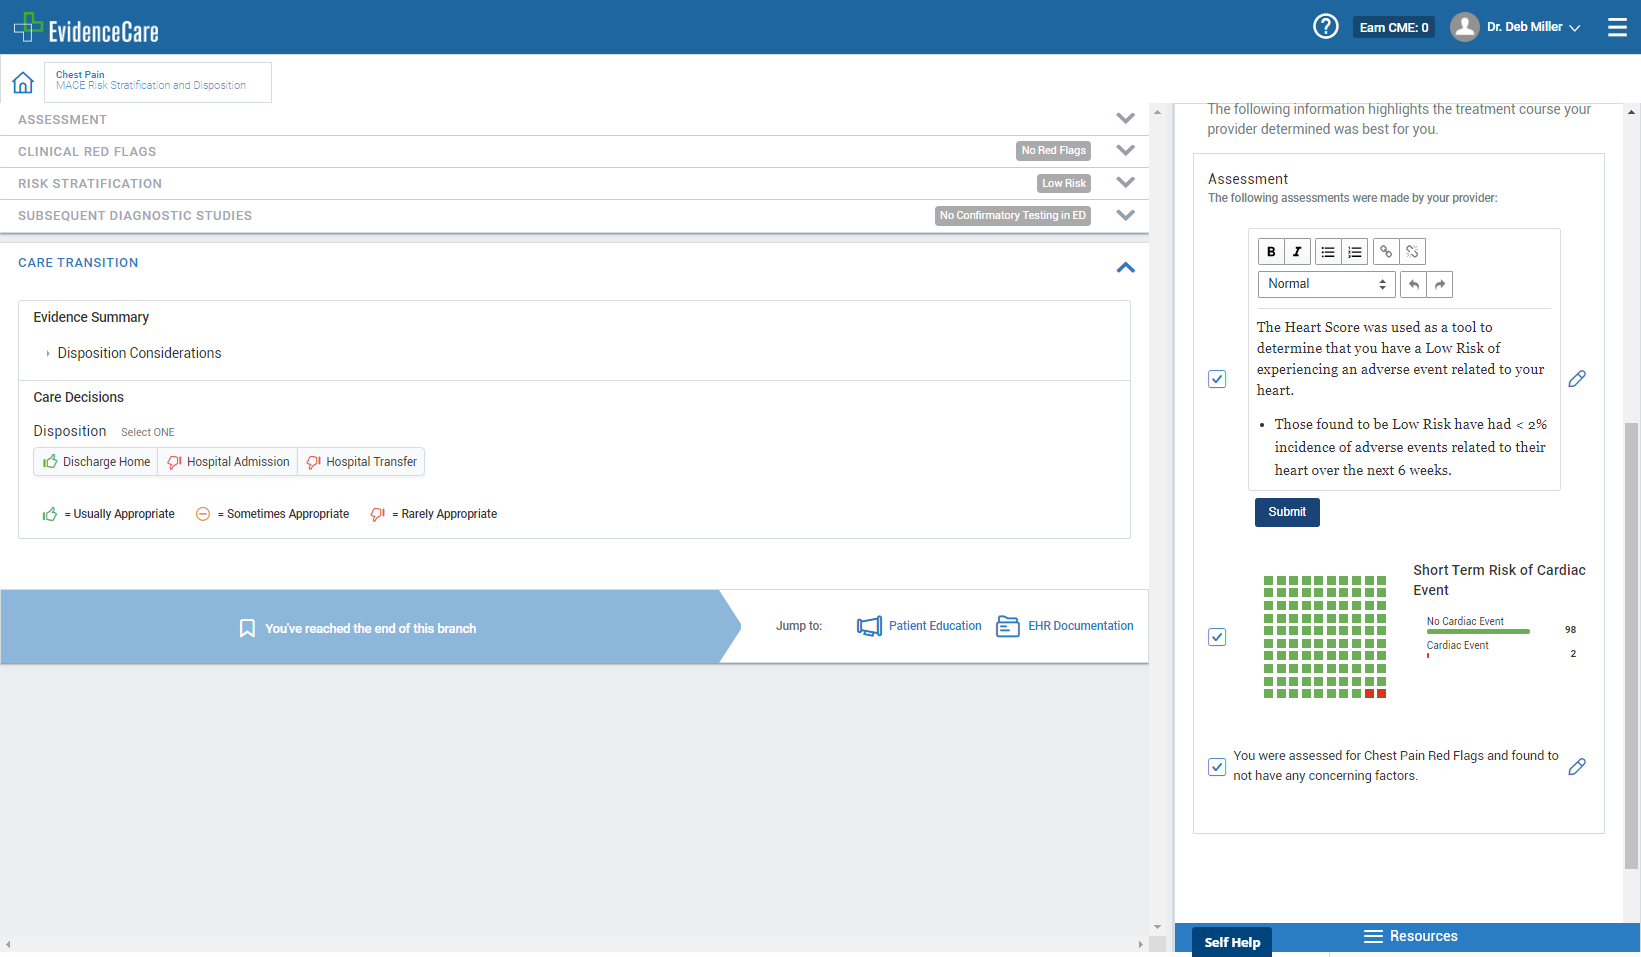 EvidenceCare
Earn CME: 0
Dr. Deb Miller
Chest Pain
MACE Risk Stratification and Disposition
ASSESSMENT
CLINICAL RED FLAGS
No Red Flags
RISK STRATIFICATION
Low Risk
SUBSEQUENT DIAGNOSTIC STUDIES
No Confirmatory Testing in ED
CARE TRANSITION
Evidence Summary
Disposition Considerations
Care Decisions
Disposition Select ONE
Discharge Home
Hospital Admission
Hospital Transfer
= Usually Appropriate
= Sometimes Appropriate
= Rarely Appropriate
You've reached the end of this branch
Jump to:
Patient Education
EHR Documentation
The following information highlights the treatment course your
provider determined was best for you.
Assessment
The following assessments were made by your provider:
B I
Normal
The Heart Score was used as a tool to
determine that you have a Low Risk of
experiencing an adverse event related to your
heart.
• Those found to be Low Risk have had < 2%
incidence of adverse events related to their
heart over the next 6 weeks.
Submit
Short Term Risk of Cardiac
Event
No Cardiac Event
98
Cardiac Event
2
You were assessed for Chest Pain Red Flags and found to
not have any concerning factors.
Self Help
Resources